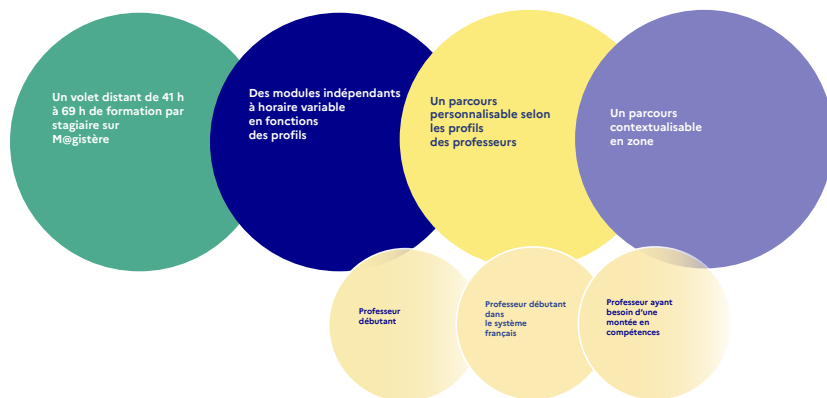 Un volet distant de 41 h
à 69 h de formation par
stagiaire sur
M@gistère
Des modules indépendants
à horaire variable
en fonctions
des profils
Un parcours
personnalisable selon
les profils
des professeurs
Un parcours
contextualisable
en zone
Professeur
débutant
Professeur débutant
dans
le système
français
Professeur ayant
besoin d'une
montée en
compétences